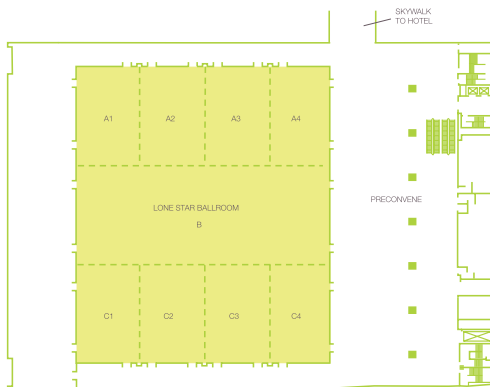 SKYWALK
TO HOTEL
A1 A2 A3 A4
PRECONVENE
LONE STAR BALLROOM
B
C1 C2 C3 C4